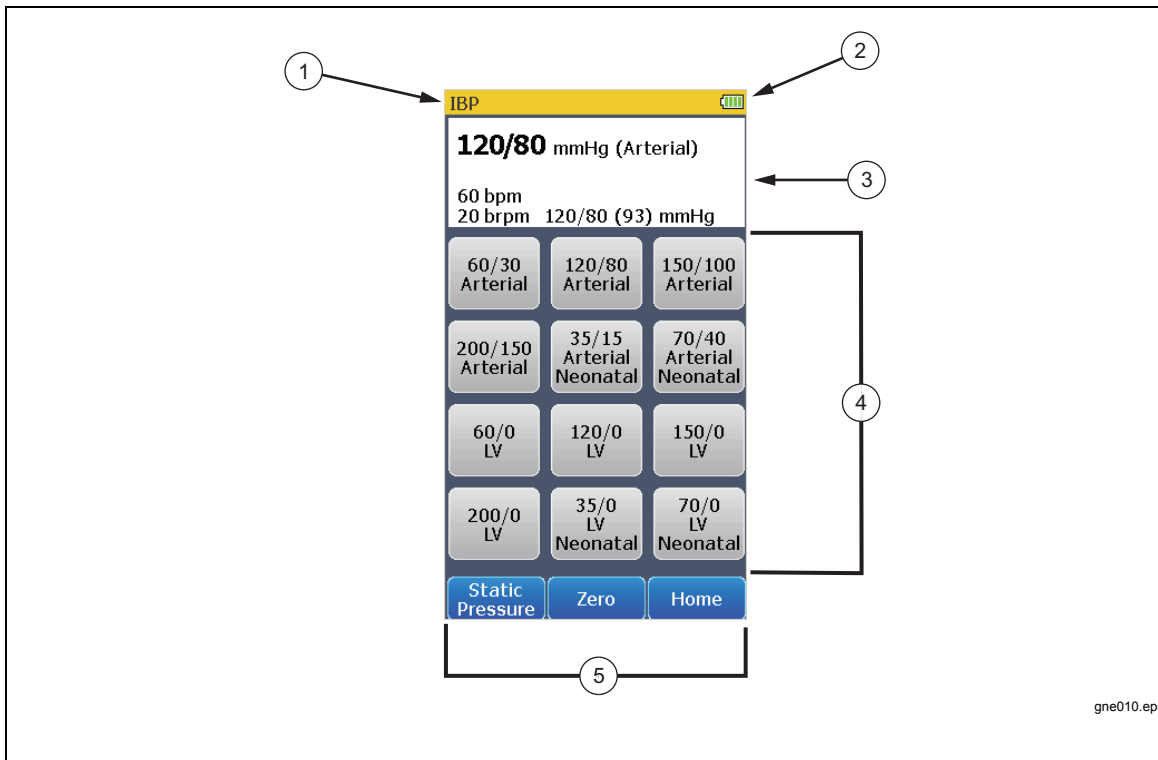 1
2
IBP
120/80 mmHg (Arterial)
3
60 bpm
20 brpm 120/80 (93) mmHg
60/30
Arterial
120/80
Arterial
150/100
Arterial
200/150
Arterial
35/15
Arterial
Neonatal
70/40
Arterial
Neonatal
4
60/0
LV
120/0
LV
150/0
LV
200/0
LV
35/0
LV
Neonatal
70/0
LV
Neonatal
Static
Pressure
Zero
Home
5
gne010.ep